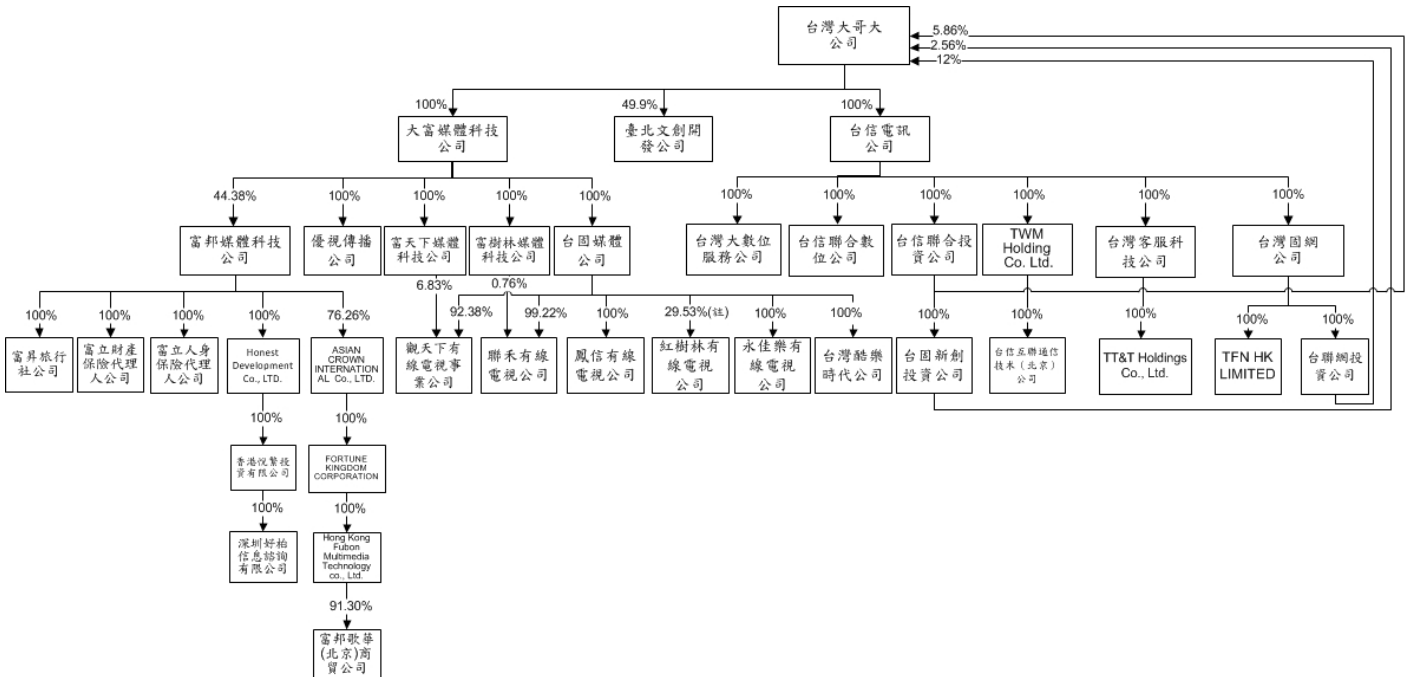 台灣大哥大
公司
5.86%
2.56%
12%
100%
49.9%
100%
大富媒體科技
公司
臺北文創開
發公司
台信電訊
公司
44.38%
100%
100%
100%
100%
100%
100%
100%
100%
100%
100%
富邦媒體科技
公司
優視傳播
公司
富天下媒體
科技公司
富樹林媒體
科技公司
台固媒體
公司
台灣大數位
服務公司
台信聯合數
位公司
台信聯合投
資公司
TWM
Holding
Co. Ltd.
台灣客服科
技公司
台灣固網
公司
6.83%
0.76%
100%
100%
100%
100%
76.26%
92.38%
99.22%
100%
29.53%(註)
100%
100%
100%
100%
100%
100%
100%
富昇旅行
社公司
富立財產
保險代理
人公司
富立人身
保險代理
人公司
Honest
Development
Co., LTD.
ASIAN
CROWN
INTERNATION
AL Co., LTD.
觀天下有
線電視事
業公司
聯禾有線
電視公司
鳳信有線
電視公司
紅樹林有
線電視
公司
永佳樂有
線電視公
司
台灣酷樂
時代公司
台固新創
投資公司
台信互聯通信
技术（北京）
公司
TT&T Holdings
Co., Ltd.
TFN HK
LIMITED
台聯網投
資公司
100%
100%
香港悅繁投
資有限公司
FORTUNE
KINGDOM
CORPORATION
100%
100%
深圳好柏
信息諮詢
有限公司
Hong Kong
Fubon
Multimedia
Technology
co., Ltd.
91.30%
富邦歌華
(北京)商
貿公司